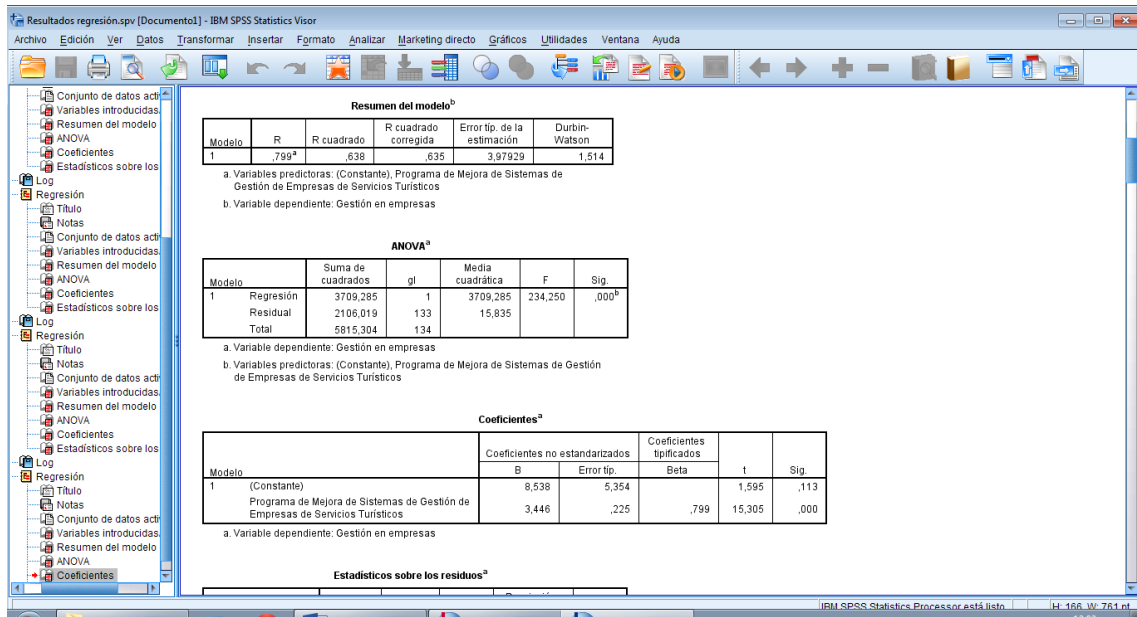 Resultados regresión.spv [Documento1] - IBM SPSS Statistics Visor
Archivo Edición Ver Datos Transformar Insertar Formato Analizar Marketing directo Gráficos Utilidades Ventana Ayuda
Conjunto de datos acti
Variables introducidas.
Resumen del modelo
ANOVA
Coeficientes
Estadísticos sobre los
Log
Regresión
Título
Notas
Conjunto de datos acti
Variables introducidas.
Resumen del modelo
ANOVA
Coeficientes
Estadísticos sobre los
Log
Regresión
Título
Notas
Conjunto de datos acti
Variables introducidas.
Resumen del modelo
ANOVA
Coeficientes
Estadísticos sobre los
Log
Regresión
Título
Notas
Conjunto de datos acti
Variables introducidas.
Resumen del modelo
ANOVA
Coeficientes
Resumen del modelo b
Modelo R R cuadrado R cuadrado corregida Error típ. de la estimación Durbin-Watson
1 ,799a ,638 ,635 3,97929 1,514
a. Variables predictoras: (Constante), Programa de Mejora de Sistemas de
Gestión de Empresas de Servicios Turísticos
b. Variable dependiente: Gestión en empresas
ANOVA a
Modelo Suma de cuadrados gl Media cuadrática F Sig.
1 Regresión 3709,285 1 3709,285 234,250 ,000b
Residual 2106,019 133 15,835
Total 5815,304 134
a. Variable dependiente: Gestión en empresas
b. Variables predictoras: (Constante), Programa de Mejora de Sistemas de Gestión
de Empresas de Servicios Turísticos
Coeficientes a
Coeficientes no estandarizados Coeficientes tipificados
Modelo B Error típ. Beta t Sig.
1 (Constante) 8,538 5,354 1,595 ,113
Programa de Mejora de Sistemas de Gestión de
Empresas de Servicios Turísticos 3,446 ,225 ,799 15,305 ,000
a. Variable dependiente: Gestión en empresas
Estadísticos sobre los residuos a
IBM SPSS Statistics Processor está listo H: 166, W: 761 pt